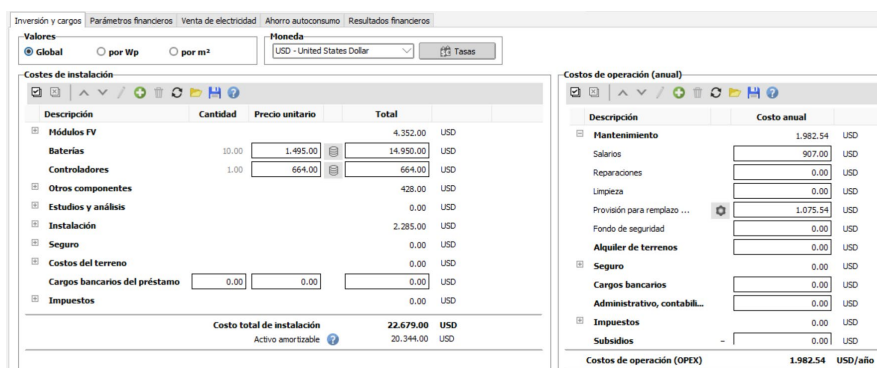 Inversión y cargos Parámetros financieros Venta de electricidad Ahorro autoconsumo Resultados financieros
Valores
Global por Wp por m²
Moneda
USD - United States Dollar Tasas
Costes de instalación
Descripción Cantidad Precio unitario Total
Módulos FV 4.352.00 USD
Baterías 10.00 1.495.00 14.950.00 USD
Controladores 1.00 664.00 664.00 USD
Otros componentes 428.00 USD
Estudios y análisis 0.00 USD
Instalación 2.285.00 USD
Seguro 0.00 USD
Costos del terreno 0.00 USD
Cargos bancarios del préstamo 0.00 0.00 0.00 USD
Impuestos 0.00 USD
Costo total de instalación 22.679.00 USD
Activo amortizable 20.344.00 USD
Costos de operación (anual)
Descripción Costo anual
Mantenimiento 1.982.54 USD
Salarios 907.00 USD
Reparaciones 0.00 USD
Limpieza 0.00 USD
Provisión para remplazo ... 1.075.54 USD
Fondo de seguridad 0.00 USD
Alquiler de terrenos 0.00 USD
Seguro 0.00 USD
Cargos bancarios 0.00 USD
Administrativo, contabili... 0.00 USD
Impuestos 0.00 USD
Subsidios - 0.00 USD
Costos de operación (OPEX) 1.982.54 USD/año